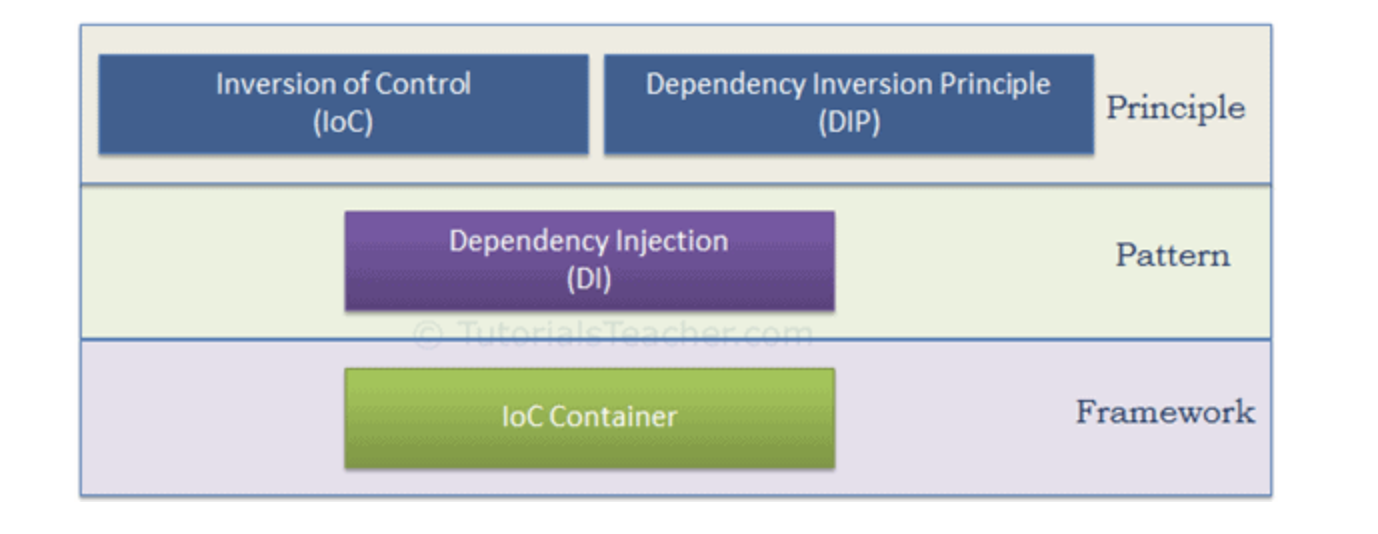 Inversion of Control
(IoC)
Dependency Inversion Principle
(DIP)
Principle
Dependency Injection
(DI)
Pattern
© TutorialsTeacher.com
IoC Container
Framework